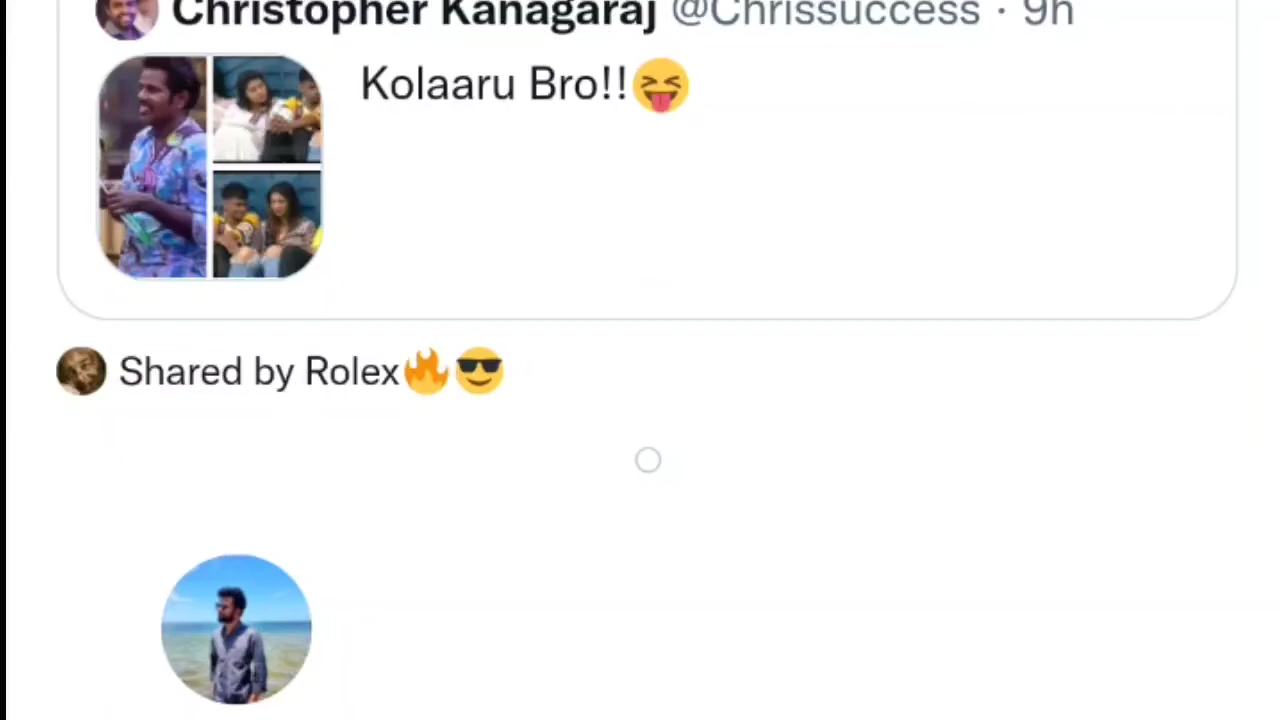 Christopher Kanagaraj @Chrissuccess · 9h
Kolaaru Bro!!😝
Shared by Rolex🔥😎